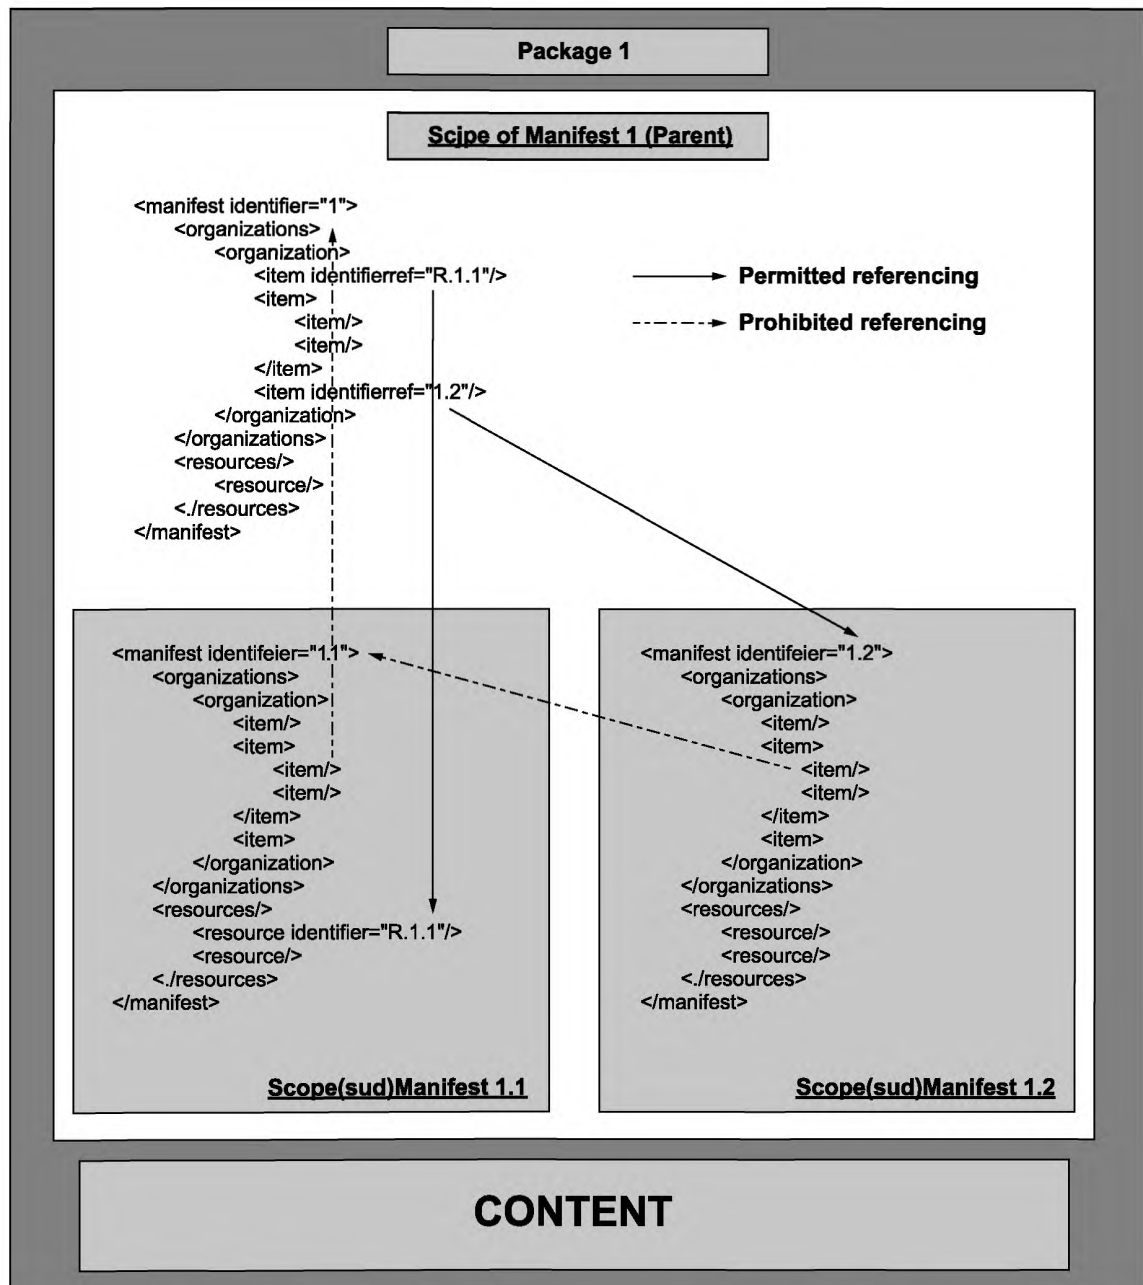 Package 1
Scjpe of Manifest 1 (Parent)
<manifest identifier="1">
<organizations>
<organization>
<item identifierref="R.1.1"/>
<item>
<item/>
<item/>
</item>
<item identifierref="1.2"/>
</organization>
</organizations>
<resources/>
<resource/>
<./resources>
</manifest>
Permitted referencing
Prohibited referencing
<manifest identifeier="1.1">
<organizations>
<organization>
<item/>
<item>
<item/>
<item/>
</item>
<item>
</organization>
</organizations>
<resources/>
<resource identifier="R.1.1"/>
<resource/>
<./resources>
</manifest>
Scope(sud)Manifest 1.1
<manifest identifeier="1.2">
<organizations>
<organization>
<item/>
<item>
<item/>
<item/>
</item>
<item>
</organization>
</organizations>
<resources/>
<resource/>
<resource/>
<./resources>
</manifest>
Scope(sud)Manifest 1.2
CONTENT